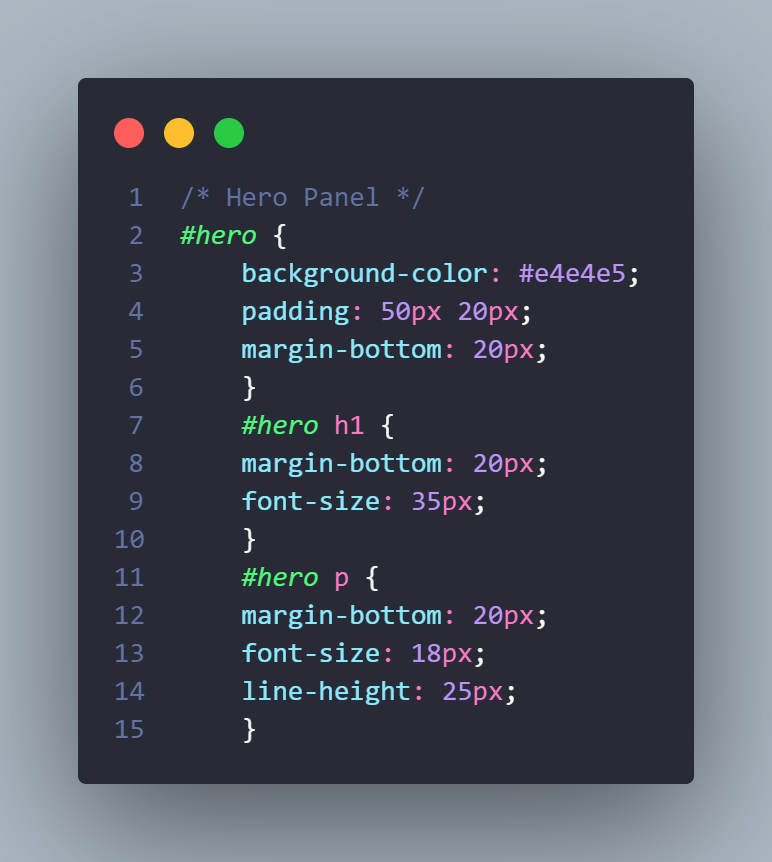 1 /* Hero Panel */
2 #hero {
3     background-color: #e4e4e5;
4     padding: 50px 20px;
5     margin-bottom: 20px;
6     }
7     #hero h1 {
8     margin-bottom: 20px;
9     font-size: 35px;
10     }
11     #hero p {
12     margin-bottom: 20px;
13     font-size: 18px;
14     line-height: 25px;
15     }